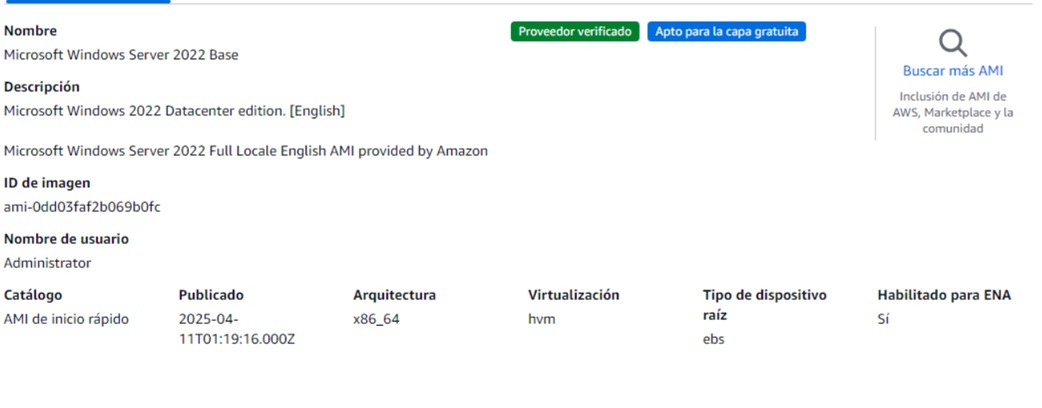 Nombre
Proveedor verificado
Apto para la capa gratuita
Microsoft Windows Server 2022 Base
Buscar más AMI
Descripción
Inclusión de AMI de
AWS, Marketplace y la
comunidad
Microsoft Windows 2022 Datacenter edition. [English]
Microsoft Windows Server 2022 Full Locale English AMI provided by Amazon
ID de imagen
ami-0dd03faf2b069b0fc
Nombre de usuario
Administrator
Catálogo
AMI de inicio rápido
Publicado
2025-04-
11T01:19:16.000Z
Arquitectura
x86_64
Virtualización
hvm
Tipo de dispositivo
raíz
ebs
Habilitado para ENA
Sí